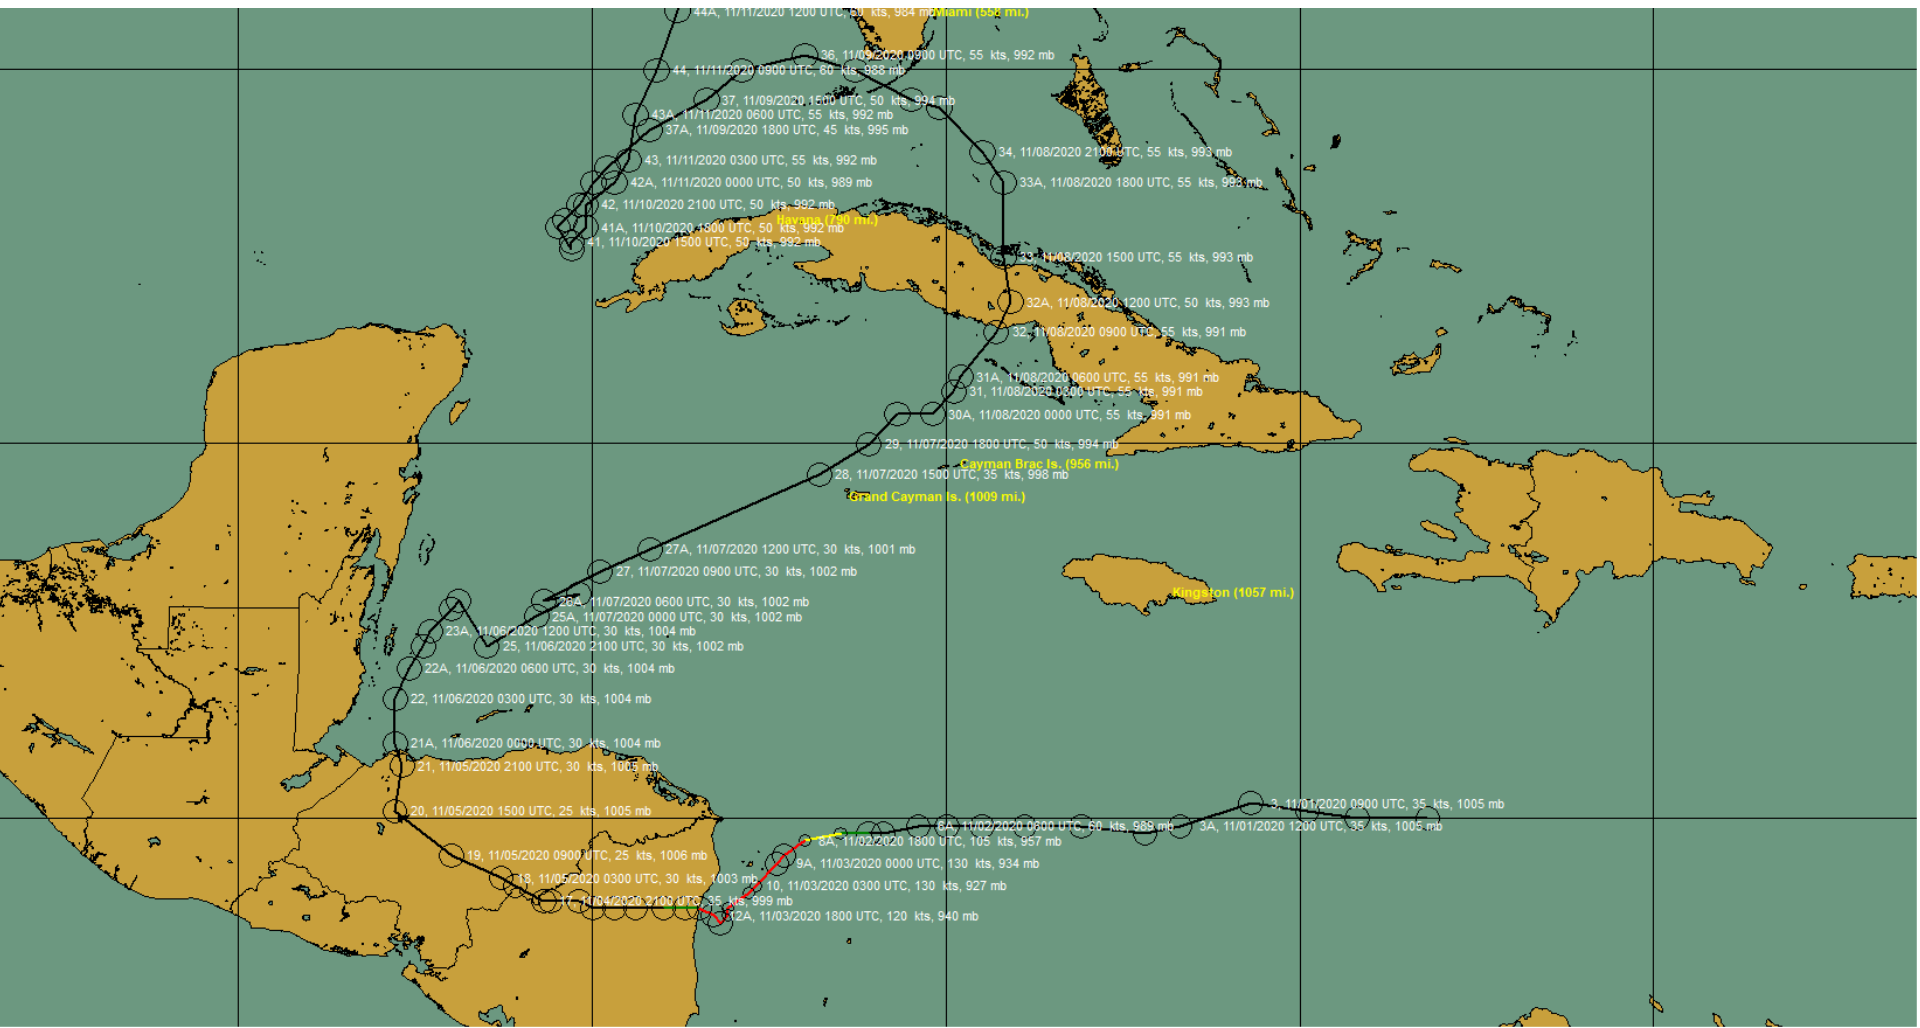 44A, 11/11/2020 1200 UTC, 60 kts, 984 mb
Miami (558 mi.)
36, 11/09/2020 0900 UTC, 55 kts, 992 mb
44, 11/11/2020 0900 UTC, 60 kts, 988 mb
37, 11/09/2020 1500 UTC, 50 kts, 994 mb
43A, 11/11/2020 0600 UTC, 55 kts, 992 mb
37A, 11/09/2020 1800 UTC, 45 kts, 995 mb
34, 11/08/2020 2100 UTC, 55 kts, 993 mb
43, 11/11/2020 0300 UTC, 55 kts, 992 mb
42A, 11/11/2020 0000 UTC, 50 kts, 989 mb
33A, 11/08/2020 1800 UTC, 55 kts, 993 mb
42, 11/10/2020 2100 UTC, 50 kts, 992 mb
Havana (790 mi.)
41A, 11/10/2020 1800 UTC, 50 kts, 992 mb
41, 11/10/2020 1500 UTC, 50 kts, 992 mb
33, 11/08/2020 1500 UTC, 55 kts, 993 mb
32A, 11/08/2020 1200 UTC, 50 kts, 993 mb
32, 11/08/2020 0900 UTC, 55 kts, 991 mb
31A, 11/08/2020 0600 UTC, 55 kts, 991 mb
31, 11/08/2020 0300 UTC, 55 kts, 991 mb
30A, 11/08/2020 0000 UTC, 55 kts, 991 mb
29, 11/07/2020 1800 UTC, 50 kts, 994 mb
Cayman Brac Is. (956 mi.)
28, 11/07/2020 1500 UTC, 35 kts, 998 mb
Grand Cayman Is. (1009 mi.)
27A, 11/07/2020 1200 UTC, 30 kts, 1001 mb
27, 11/07/2020 0900 UTC, 30 kts, 1002 mb
Kingston (1057 mi.)
26A, 11/07/2020 0600 UTC, 30 kts, 1002 mb
25A, 11/07/2020 0000 UTC, 30 kts, 1002 mb
23A, 11/06/2020 1200 UTC, 30 kts, 1004 mb
25, 11/06/2020 2100 UTC, 30 kts, 1002 mb
22A, 11/06/2020 0600 UTC, 30 kts, 1004 mb
22, 11/06/2020 0300 UTC, 30 kts, 1004 mb
21A, 11/06/2020 0000 UTC, 30 kts, 1004 mb
21, 11/05/2020 2100 UTC, 30 kts, 1005 mb
20, 11/05/2020 1500 UTC, 25 kts, 1005 mb
3, 11/01/2020 0900 UTC, 35 kts, 1005 mb
6A, 11/02/2020 0600 UTC, 60 kts, 989 mb
3A, 11/01/2020 1200 UTC, 35 kts, 1005 mb
8A, 11/02/2020 1800 UTC, 105 kts, 957 mb
19, 11/05/2020 0900 UTC, 25 kts, 1006 mb
9A, 11/03/2020 0000 UTC, 130 kts, 934 mb
18, 11/05/2020 0300 UTC, 30 kts, 1003 mb
10, 11/03/2020 0300 UTC, 130 kts, 927 mb
17, 11/04/2020 2100 UTC, 35 kts, 999 mb
12A, 11/03/2020 1800 UTC, 120 kts, 940 mb